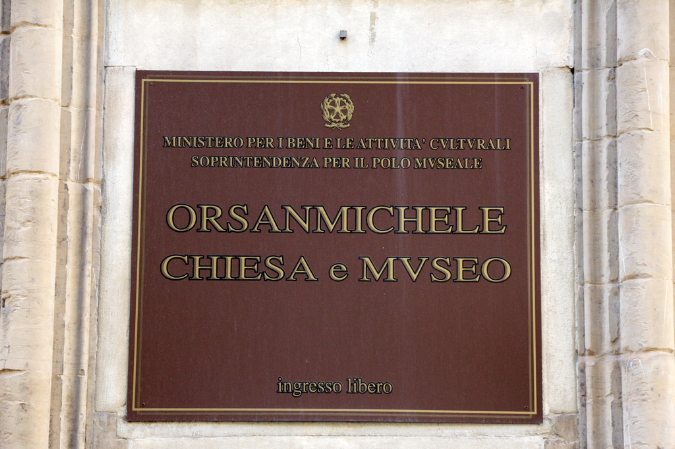 MINISTERO PER I BENI E LE ATTIVITA' CVLTVRALI
SOPRINTENDENZA PER IL POLO MVSEALE
ORSANMICHELE
CHIESA e MVSEO
ingresso libero